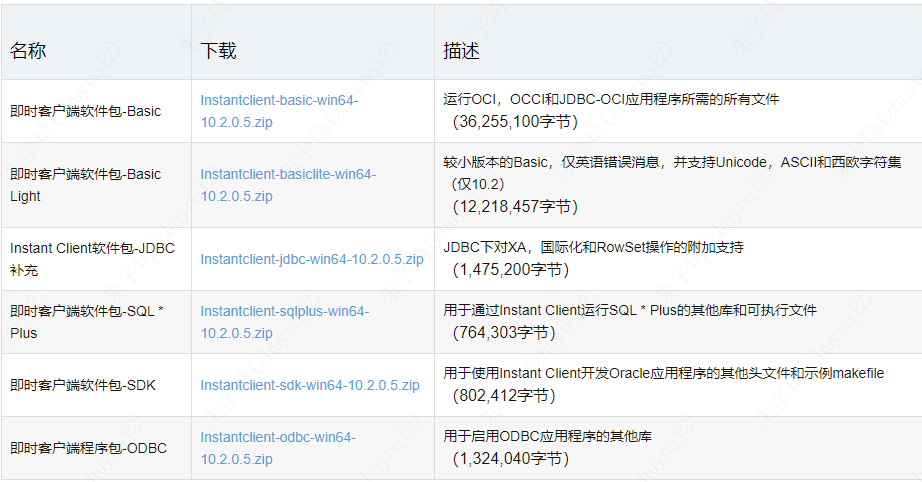 名称
下载
描述
即时客户端软件包-Basic
Instantclient-basic-win64-
10.2.0.5.zip
运行OCI，OCCI和JDBC-OCI应用程序所需的所有文件
（36,255,100字节）
即时客户端软件包-Basic
Light
Instantclient-basiclite-win64-
10.2.0.5.zip
较小版本的Basic，仅英语错误消息，并支持Unicode，ASCII和西欧字符集
（仅10.2）
（12,218,457字节）
Instant Client软件包-JDBC
补充
Instantclient-jdbc-win64-10.2.0.5.zip
JDBC下对XA，国际化和RowSet操作的附加支持
（1,475,200字节）
即时客户端软件包-SQL *
Plus
Instantclient-sqlplus-win64-
10.2.0.5.zip
用于通过Instant Client运行SQL * Plus的其他库和可执行文件
（764,303字节）
即时客户端软件包-SDK
Instantclient-sdk-win64-10.2.0.5.zip
用于使用Instant Client开发Oracle应用程序的其他头文件和示例makefile
（802,412字节）
即时客户端程序包-ODBC
Instantclient-odbc-win64-
10.2.0.5.zip
用于启用ODBC应用程序的其他库
（1,324,040字节）